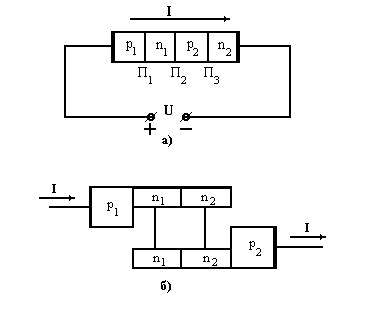 I
p₁ n₁ p₂ n₂
П₁ П₂ П₃
U
+ −
а)
I
p₁ n₁ n₂
I
n₁ n₂ p₂
б)